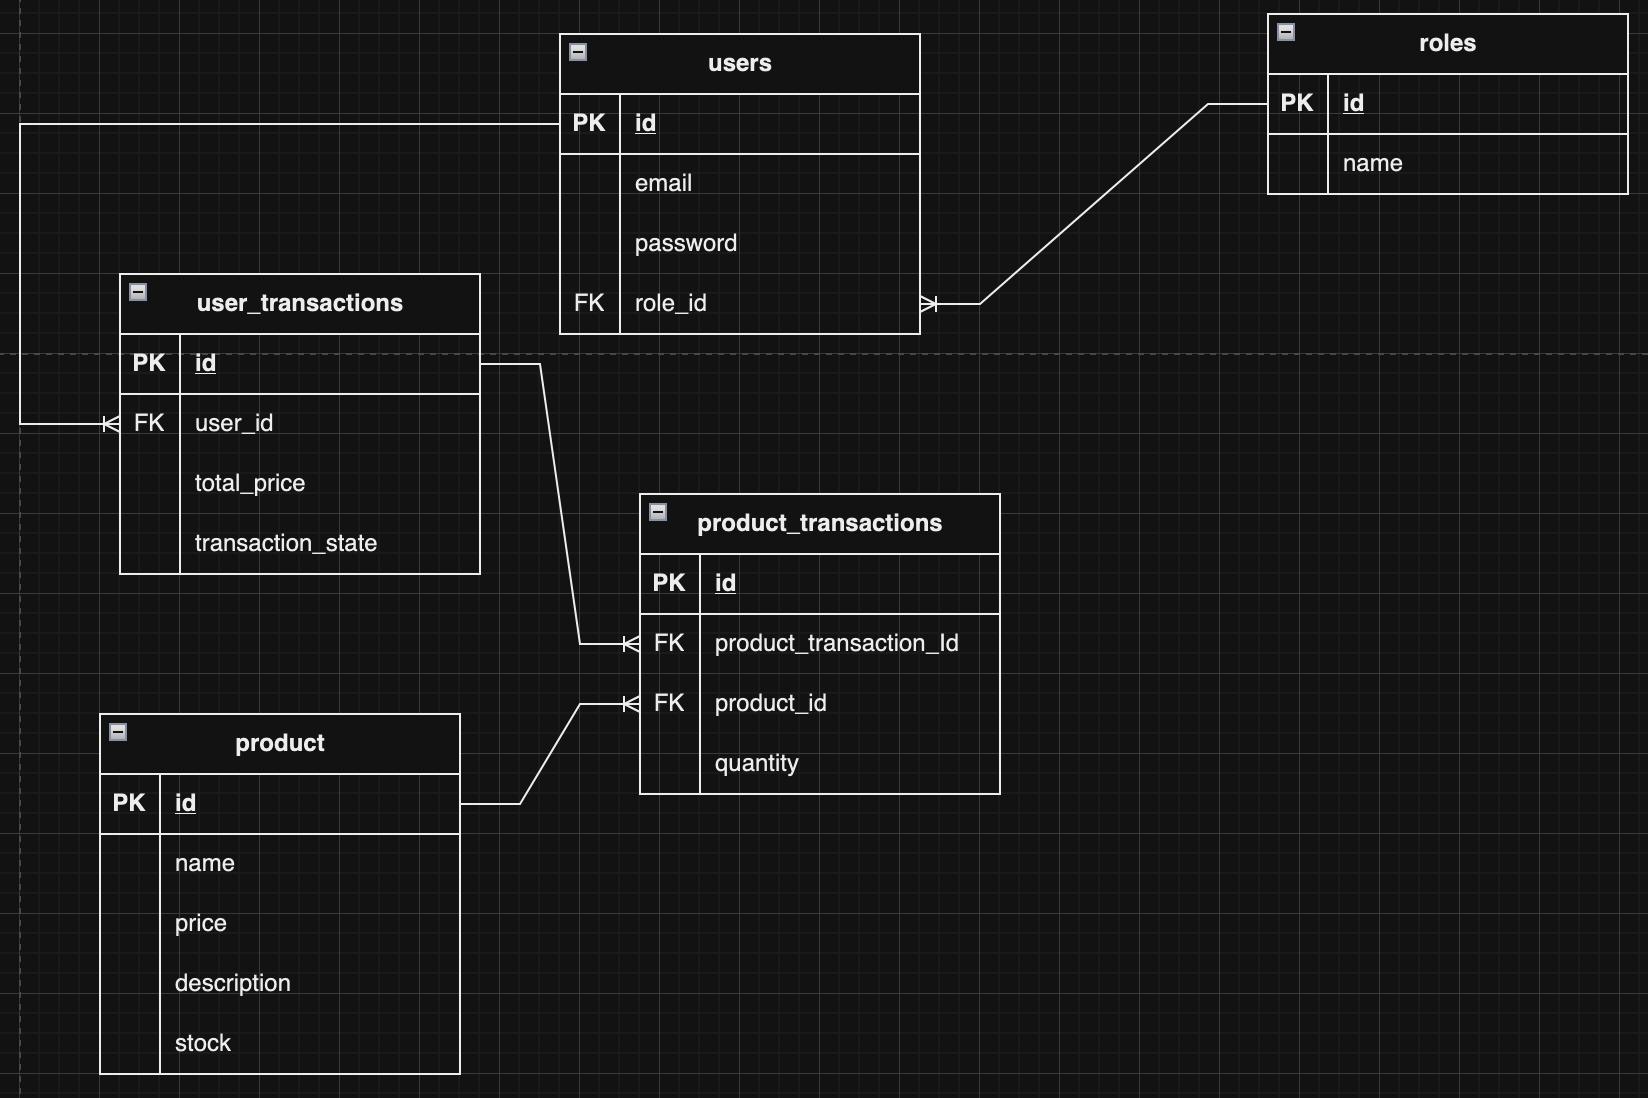 users
PK id
email
password
FK role_id
roles
PK id
name
user_transactions
PK id
FK user_id
total_price
transaction_state
product_transactions
PK id
FK product_transaction_Id
FK product_id
quantity
product
PK id
name
price
description
stock